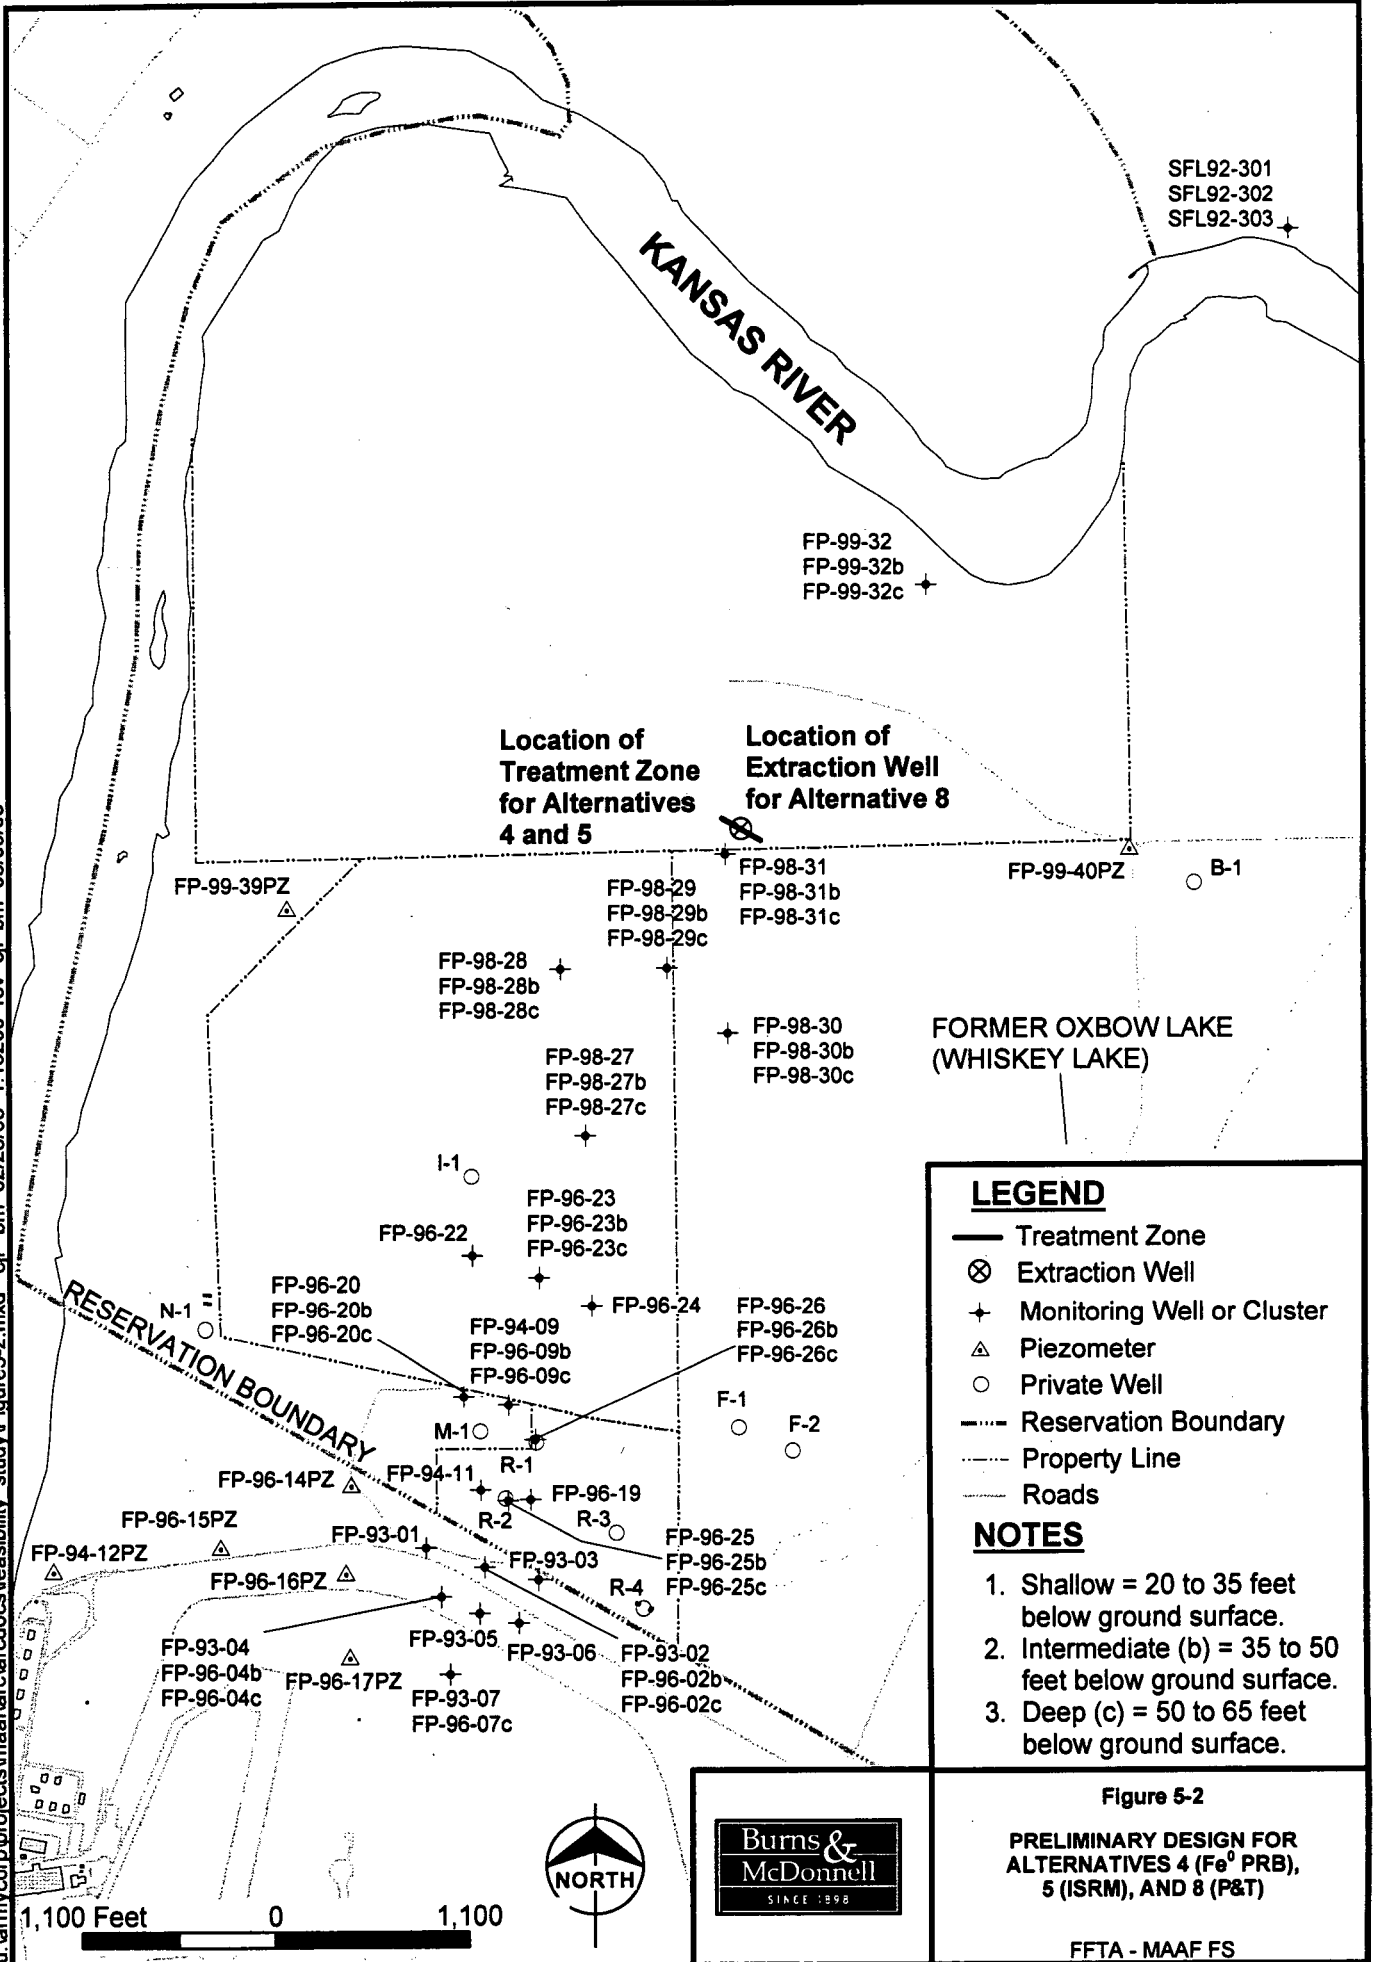 SFL92-301
SFL92-302
SFL92-303
KANSAS RIVER
FP-99-32
FP-99-32b
FP-99-32c
Location of
Treatment Zone
for Alternatives
4 and 5
Location of
Extraction Well
for Alternative 8
FP-99-39PZ
FP-98-31
FP-98-31b
FP-98-31c
FP-99-40PZ
B-1
FP-98-29
FP-98-29b
FP-98-29c
FP-98-28
FP-98-28b
FP-98-28c
FP-98-30
FP-98-30b
FP-98-30c
FORMER OXBOW LAKE
(WHISKEY LAKE)
FP-98-27
FP-98-27b
FP-98-27c
I-1
FP-96-23
FP-96-23b
FP-96-23c
FP-96-22
FP-96-24
FP-96-20
FP-96-20b
FP-96-20c
N-1
FP-94-09
FP-96-09b
FP-96-09c
FP-96-26
FP-96-26b
FP-96-26c
RESERVATION BOUNDARY
M-1
F-1
F-2
R-1
FP-94-11
FP-96-14PZ
FP-96-19
R-2
R-3
FP-96-15PZ
FP-93-01
FP-96-25
FP-96-25b
FP-96-25c
FP-94-12PZ
FP-96-16PZ
FP-93-03
R-4
FP-93-04
FP-96-04b
FP-96-04c
FP-93-05
FP-93-06
FP-93-02
FP-96-02b
FP-96-02c
FP-96-17PZ
FP-93-07
FP-96-07c
LEGEND
Treatment Zone
Extraction Well
Monitoring Well or Cluster
Piezometer
Private Well
Reservation Boundary
Property Line
Roads
NOTES
1. Shallow = 20 to 35 feet
below ground surface.
2. Intermediate (b) = 35 to 50
feet below ground surface.
3. Deep (c) = 50 to 65 feet
below ground surface.
1,100 Feet 0 1,100
NORTH
Burns &
McDonnell
SINCE 1898
Figure 5-2
PRELIMINARY DESIGN FOR
ALTERNATIVES 4 (Fe⁰ PRB),
5 (ISRM), AND 8 (P&T)
FFTA - MAAF FS